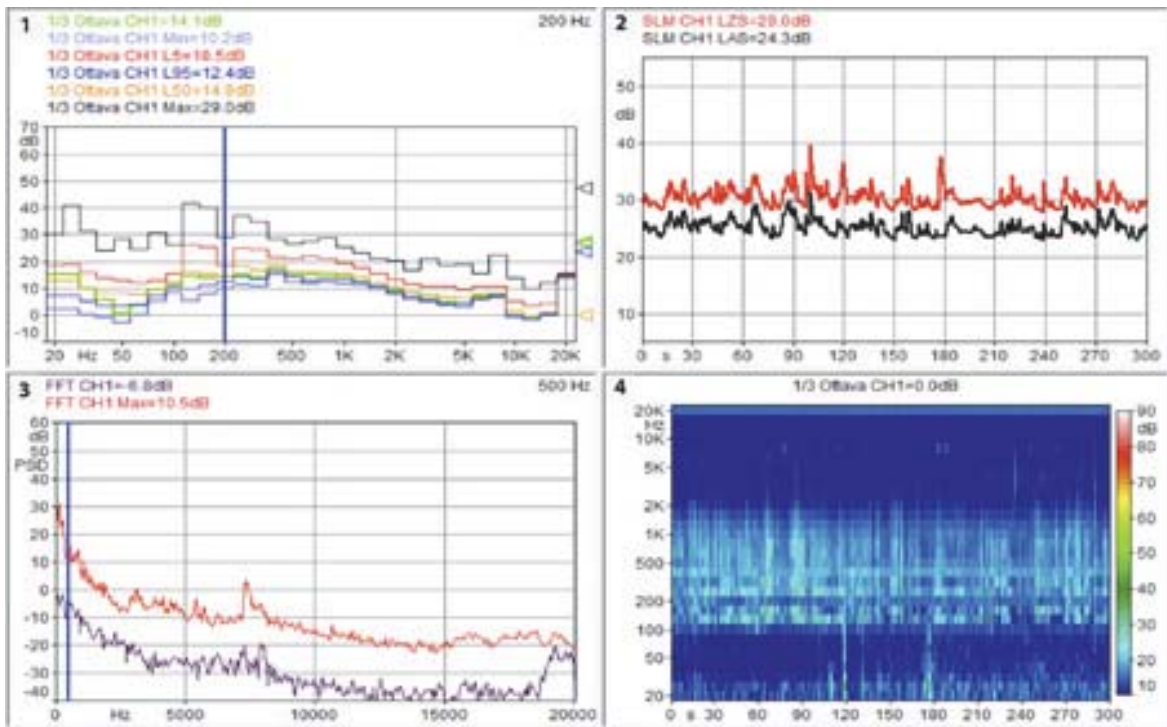 1
1/3 Ottava CH1=14.1dB
200 Hz
1/3 Ottava CH1 Min=10.2dB
1/3 Ottava CH1 L5=18.5dB
1/3 Ottava CH1 L95=12.4dB
1/3 Ottava CH1 L50=14.9dB
1/3 Ottava CH1 Max=29.0dB
70
dB
60
50
40
30
20
10
0
-10
20 Hz 50 100 200 500 1K 2K 5K 10K 20K
2
SLM CH1 LZS=29.0dB
SLM CH1 LAS=24.3dB
50
dB
40
30
20
10
0 s 30 60 90 120 150 180 210 240 270 300
3
FFT CH1=-6.8dB
500 Hz
FFT CH1 Max=10.5dB
60
dB
50
PSD
40
30
20
10
0
-10
-20
-30
-40
0 Hz 5000 10000 15000 20000
4
1/3 Ottava CH1=0.0dB
20K
Hz
10K
5K
2K
1K
500
200
100
50
20
0 s 30 60 90 120 150 180 210 240 270 300
90
dB
80
70
60
50
40
30
20
10